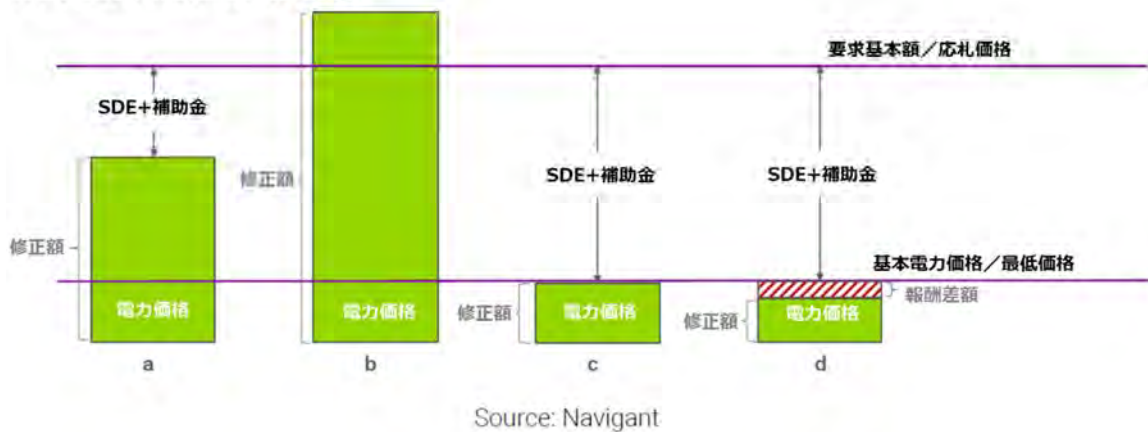 要求基本額／応札価格
SDE+補助金
修正額
電力価格
a
修正額
電力価格
b
SDE+補助金
修正額
電力価格
c
SDE+補助金
基本電力価格／最低価格
報酬差額
修正額
電力価格
d
Source: Navigant